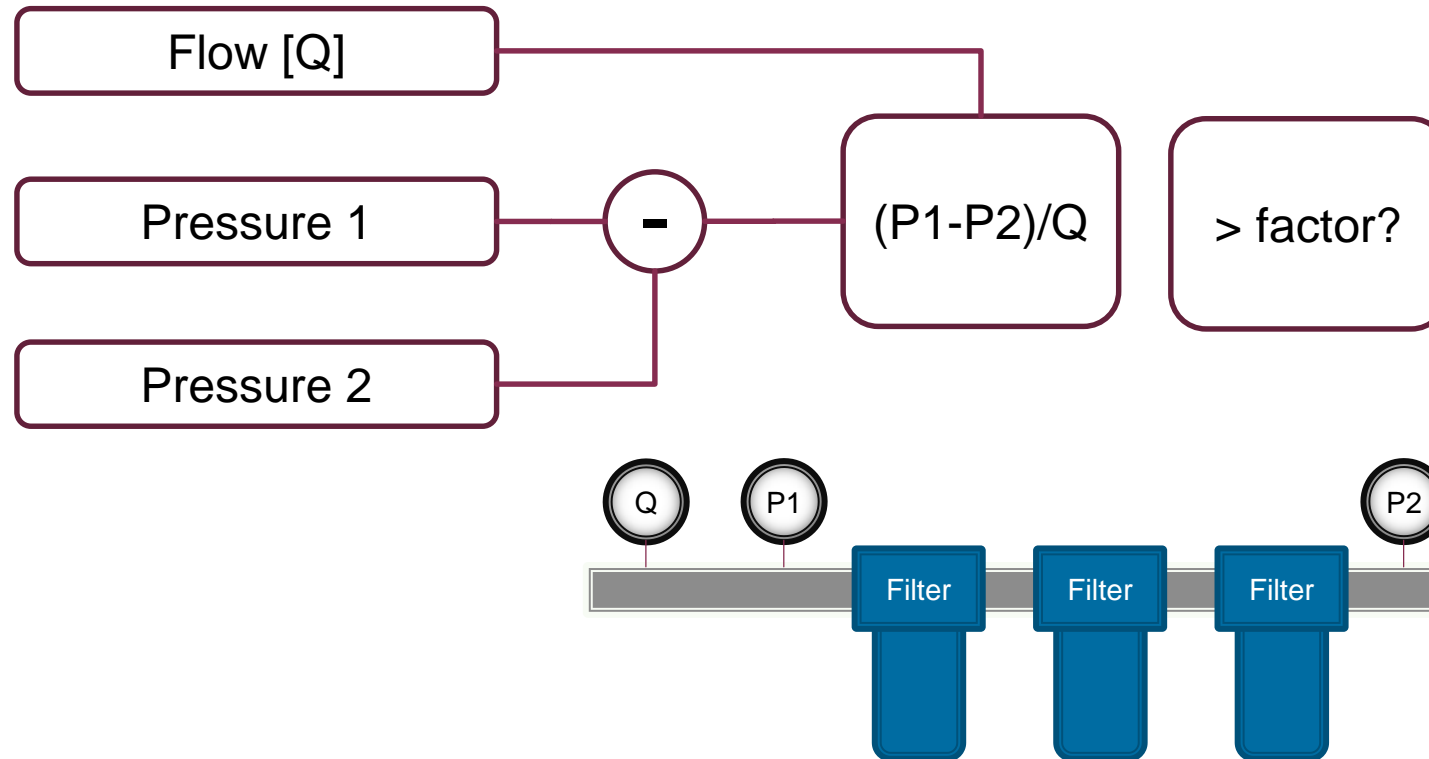 Flow [Q]
Pressure 1
-
(P1-P2)/Q
> factor?
Pressure 2
Q
P1
P2
Filter
Filter
Filter